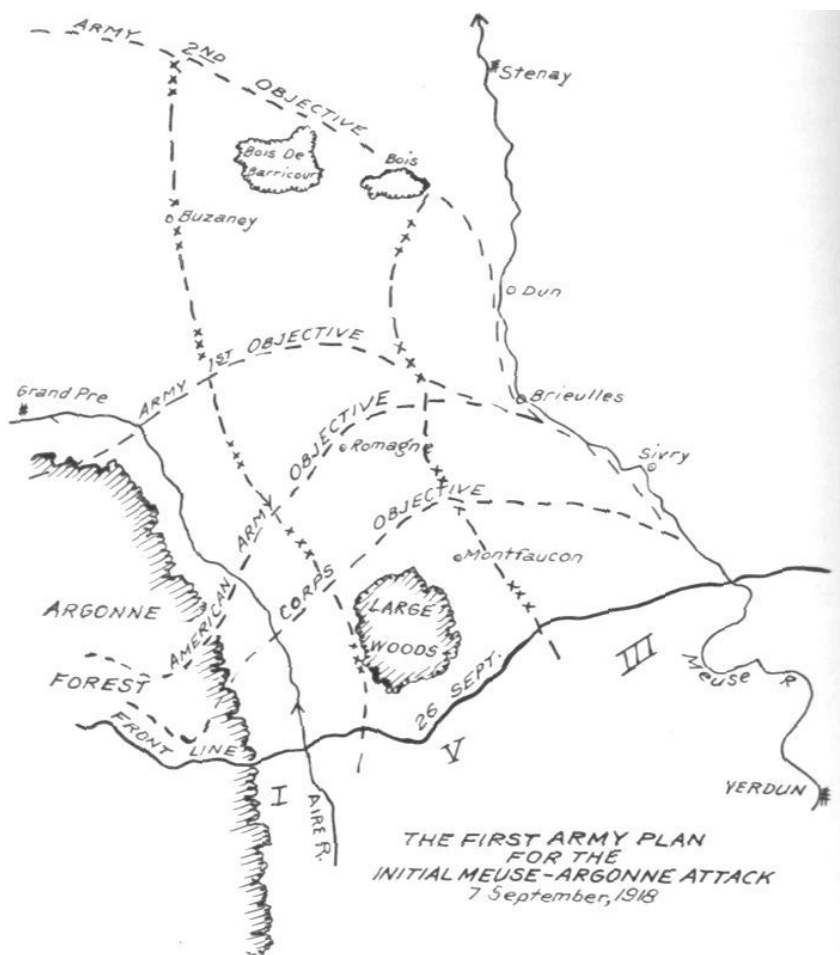 ARMY 2ND OBJECTIVE
Stenay
Bois De
Barricour
Bois
Buzaney
Dun
ARMY 1ST OBJECTIVE
Grand Pre
Brieulles
Romagne
Sivry
AMERICAN ARMY OBJECTIVE
CORPS OBJECTIVE
Montfaucon
ARGONNE
FOREST
LARGE
WOODS
FRONT LINE
26 SEPT.
I
V
III
Meuse R
AIRE R.
VERDUN
THE FIRST ARMY PLAN
FOR THE
INITIAL MEUSE-ARGONNE ATTACK
7 September, 1918